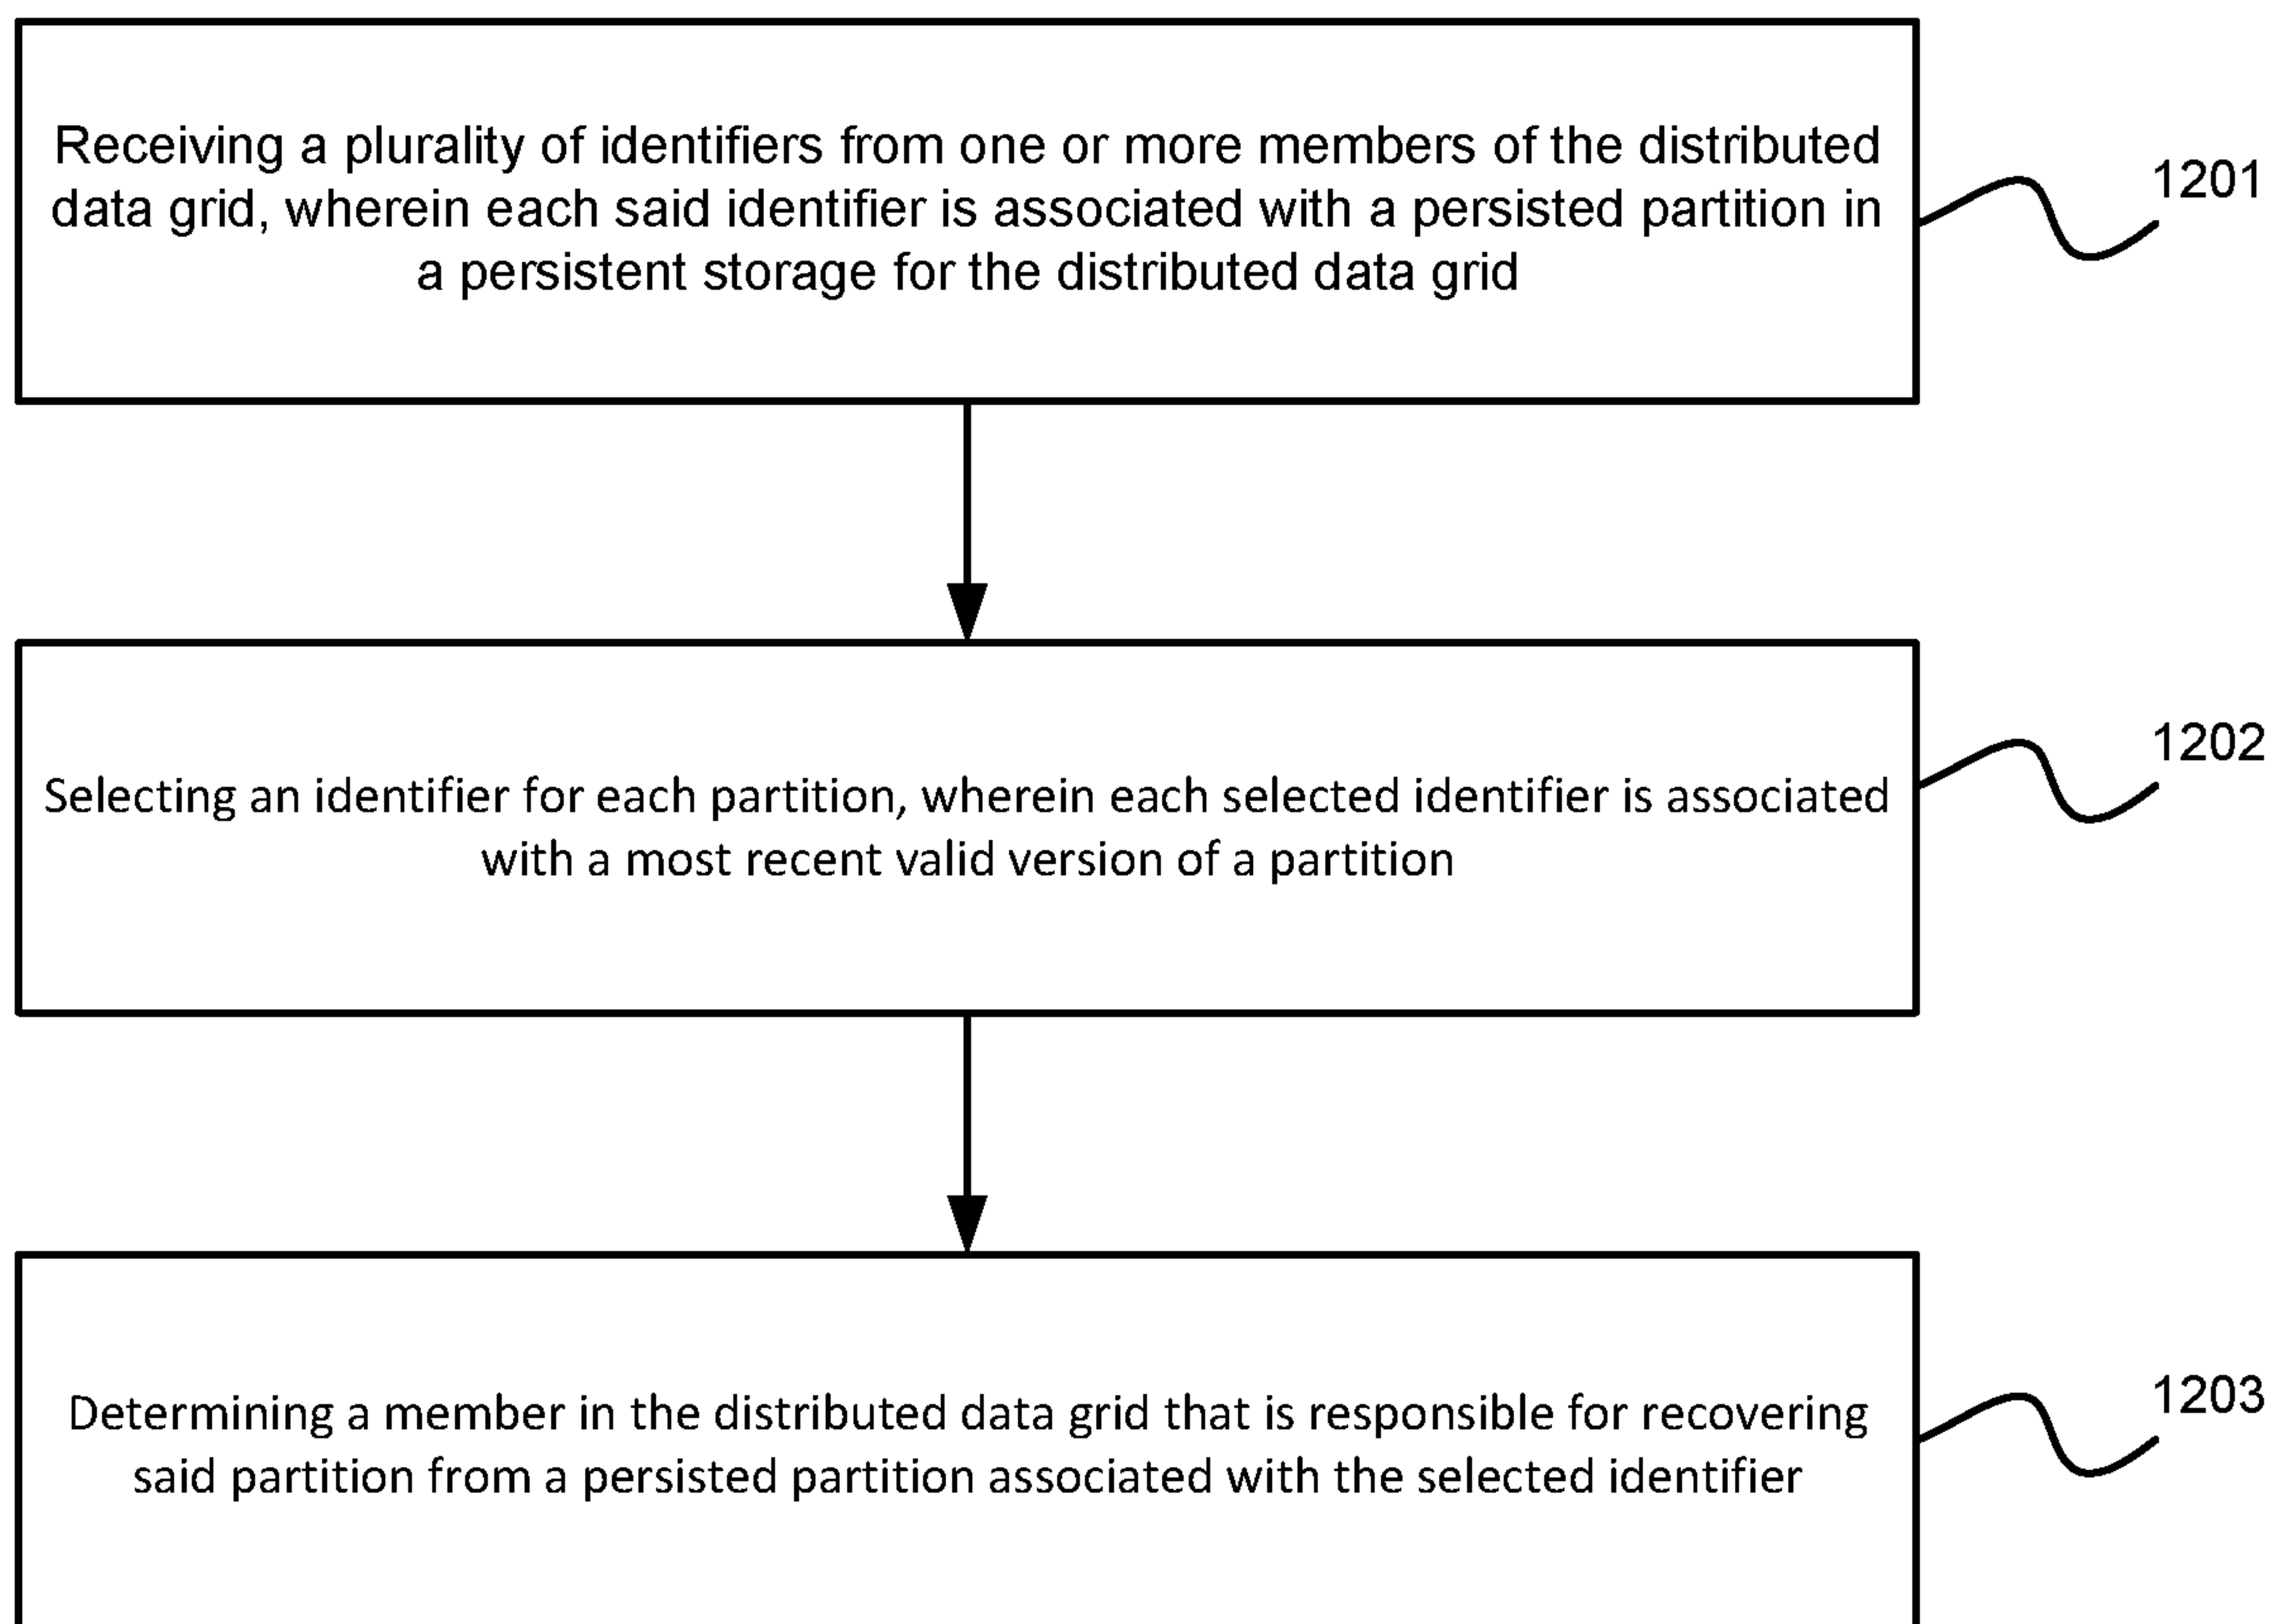 Receiving a plurality of identifiers from one or more members of the distributed
data grid, wherein each said identifier is associated with a persisted partition in
a persistent storage for the distributed data grid
1201
Selecting an identifier for each partition, wherein each selected identifier is associated
with a most recent valid version of a partition
1202
Determining a member in the distributed data grid that is responsible for recovering
said partition from a persisted partition associated with the selected identifier
1203